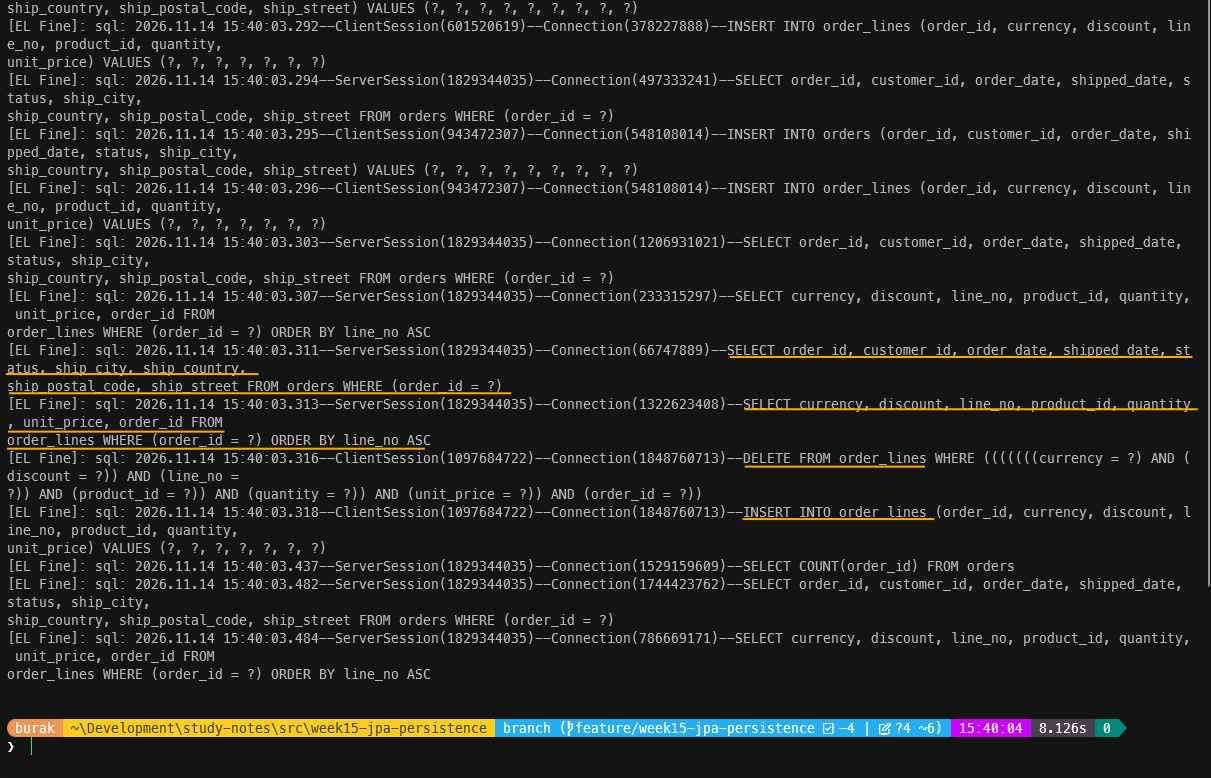 ship_country, ship_postal_code, ship_street) VALUES (?, ?, ?, ?, ?, ?, ?, ?, ?)
[EL Fine]: sql: 2026.11.14 15:40:03.292--ClientSession(601520619)--Connection(378227888)--INSERT INTO order_lines (order_id, currency, discount, lin
e_no, product_id, quantity,
unit_price) VALUES (?, ?, ?, ?, ?, ?, ?)
[EL Fine]: sql: 2026.11.14 15:40:03.294--ServerSession(1829344035)--Connection(497333241)--SELECT order_id, customer_id, order_date, shipped_date, s
tatus, ship_city,
ship_country, ship_postal_code, ship_street FROM orders WHERE (order_id = ?)
[EL Fine]: sql: 2026.11.14 15:40:03.295--ClientSession(943472307)--Connection(548108014)--INSERT INTO orders (order_id, customer_id, order_date, shi
pped_date, status, ship_city,
ship_country, ship_postal_code, ship_street) VALUES (?, ?, ?, ?, ?, ?, ?, ?, ?)
[EL Fine]: sql: 2026.11.14 15:40:03.296--ClientSession(943472307)--Connection(548108014)--INSERT INTO order_lines (order_id, currency, discount, lin
e_no, product_id, quantity,
unit_price) VALUES (?, ?, ?, ?, ?, ?, ?)
[EL Fine]: sql: 2026.11.14 15:40:03.303--ServerSession(1829344035)--Connection(1206931021)--SELECT order_id, customer_id, order_date, shipped_date,
status, ship_city,
ship_country, ship_postal_code, ship_street FROM orders WHERE (order_id = ?)
[EL Fine]: sql: 2026.11.14 15:40:03.307--ServerSession(1829344035)--Connection(233315297)--SELECT currency, discount, line_no, product_id, quantity,
unit_price, order_id FROM
order_lines WHERE (order_id = ?) ORDER BY line_no ASC
[EL Fine]: sql: 2026.11.14 15:40:03.311--ServerSession(1829344035)--Connection(66747889)--SELECT order_id, customer_id, order_date, shipped_date, st
atus, ship_city, ship_country,
ship_postal_code, ship_street FROM orders WHERE (order_id = ?)
[EL Fine]: sql: 2026.11.14 15:40:03.313--ServerSession(1829344035)--Connection(1322623408)--SELECT currency, discount, line_no, product_id, quantity
, unit_price, order_id FROM
order_lines WHERE (order_id = ?) ORDER BY line_no ASC
[EL Fine]: sql: 2026.11.14 15:40:03.316--ClientSession(1097684722)--Connection(1848760713)--DELETE FROM order_lines WHERE (((((((currency = ?) AND (
discount = ?)) AND (line_no =
?)) AND (product_id = ?)) AND (quantity = ?)) AND (unit_price = ?)) AND (order_id = ?))
[EL Fine]: sql: 2026.11.14 15:40:03.318--ClientSession(1097684722)--Connection(1848760713)--INSERT INTO order_lines (order_id, currency, discount, l
ine_no, product_id, quantity,
unit_price) VALUES (?, ?, ?, ?, ?, ?, ?)
[EL Fine]: sql: 2026.11.14 15:40:03.437--ServerSession(1829344035)--Connection(1529159609)--SELECT COUNT(order_id) FROM orders
[EL Fine]: sql: 2026.11.14 15:40:03.482--ServerSession(1829344035)--Connection(1744423762)--SELECT order_id, customer_id, order_date, shipped_date,
status, ship_city,
ship_country, ship_postal_code, ship_street FROM orders WHERE (order_id = ?)
[EL Fine]: sql: 2026.11.14 15:40:03.484--ServerSession(1829344035)--Connection(786669171)--SELECT currency, discount, line_no, product_id, quantity,
unit_price, order_id FROM
order_lines WHERE (order_id = ?) ORDER BY line_no ASC
burak ~\Development\study-notes\src\week15-jpa-persistence branch (feature/week15-jpa-persistence ☑ −4 | ?4 ~6) 15:40:04 8.126s 0
❯